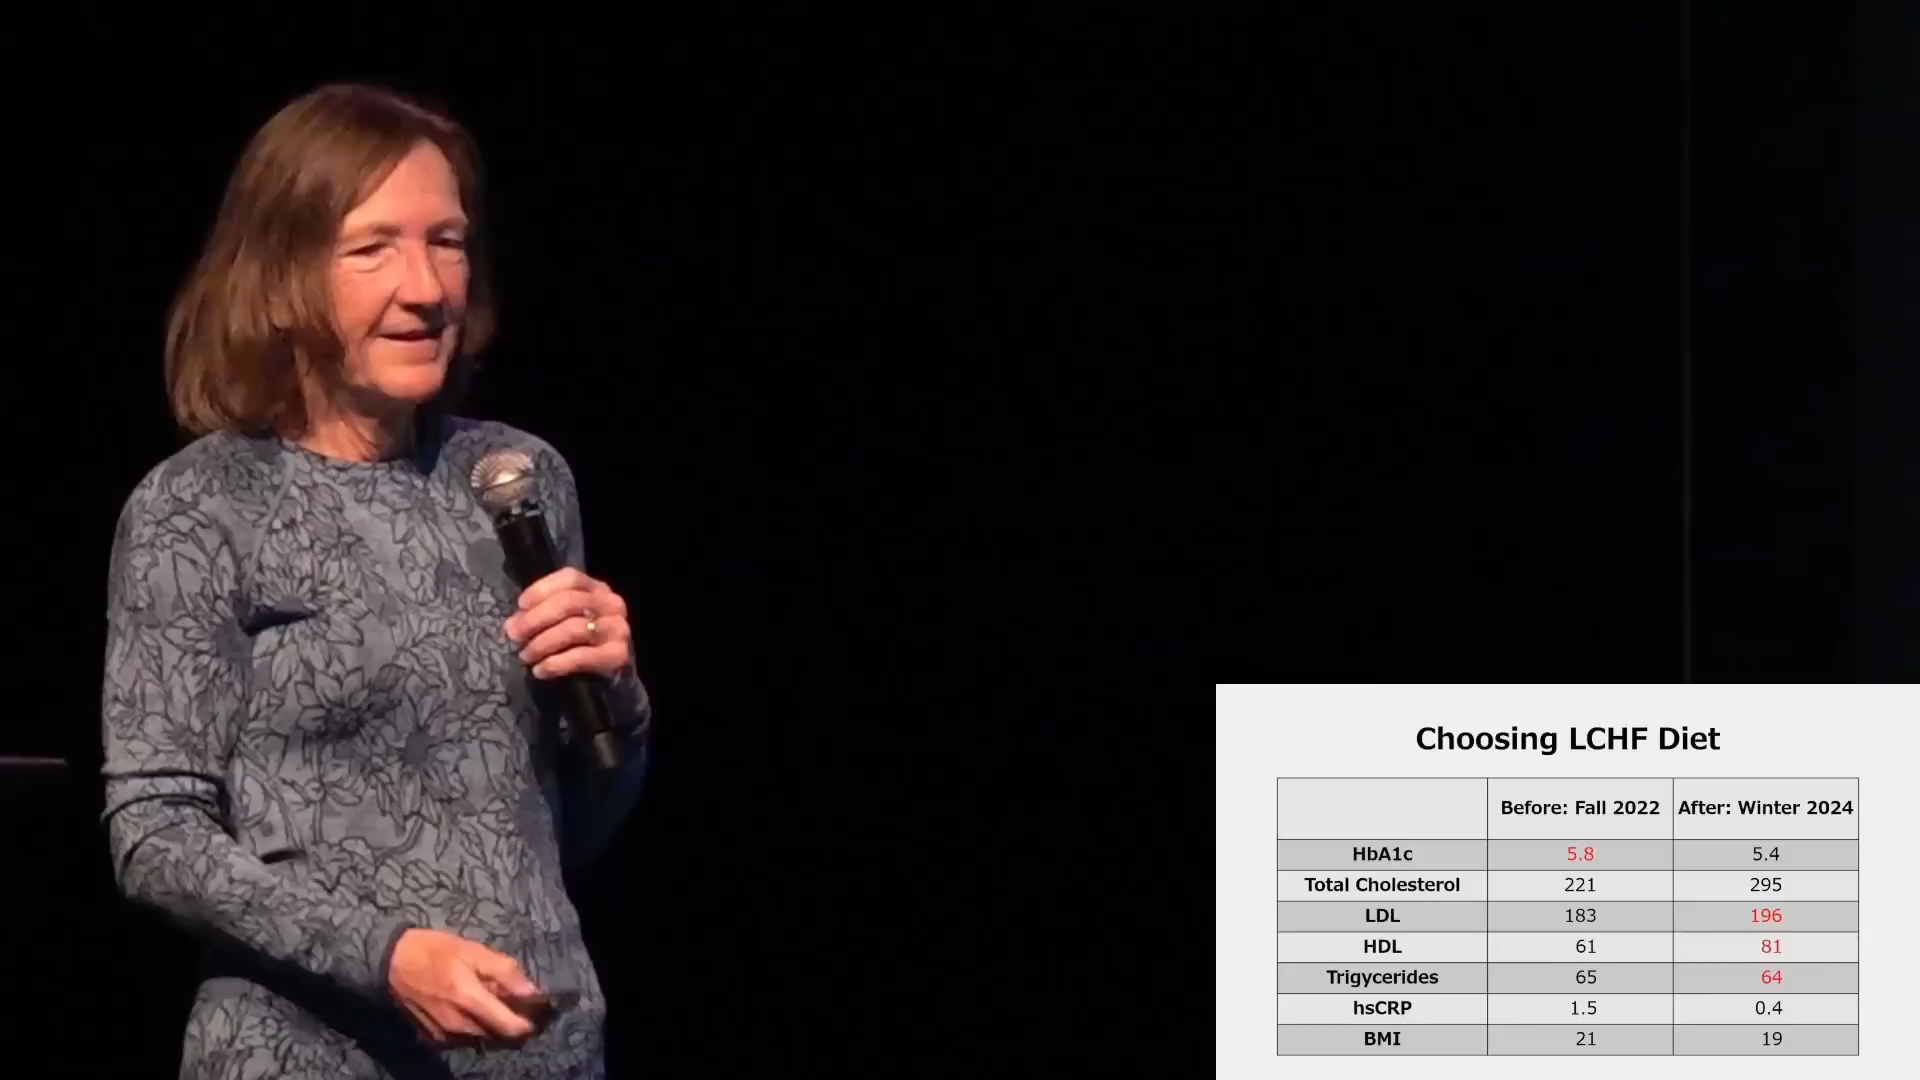 Choosing LCHF Diet
Before: Fall 2022 After: Winter 2024
HbA1c 5.8 5.4
Total Cholesterol 221 295
LDL 183 196
HDL 61 81
Trigycerides 65 64
hsCRP 1.5 0.4
BMI 21 19